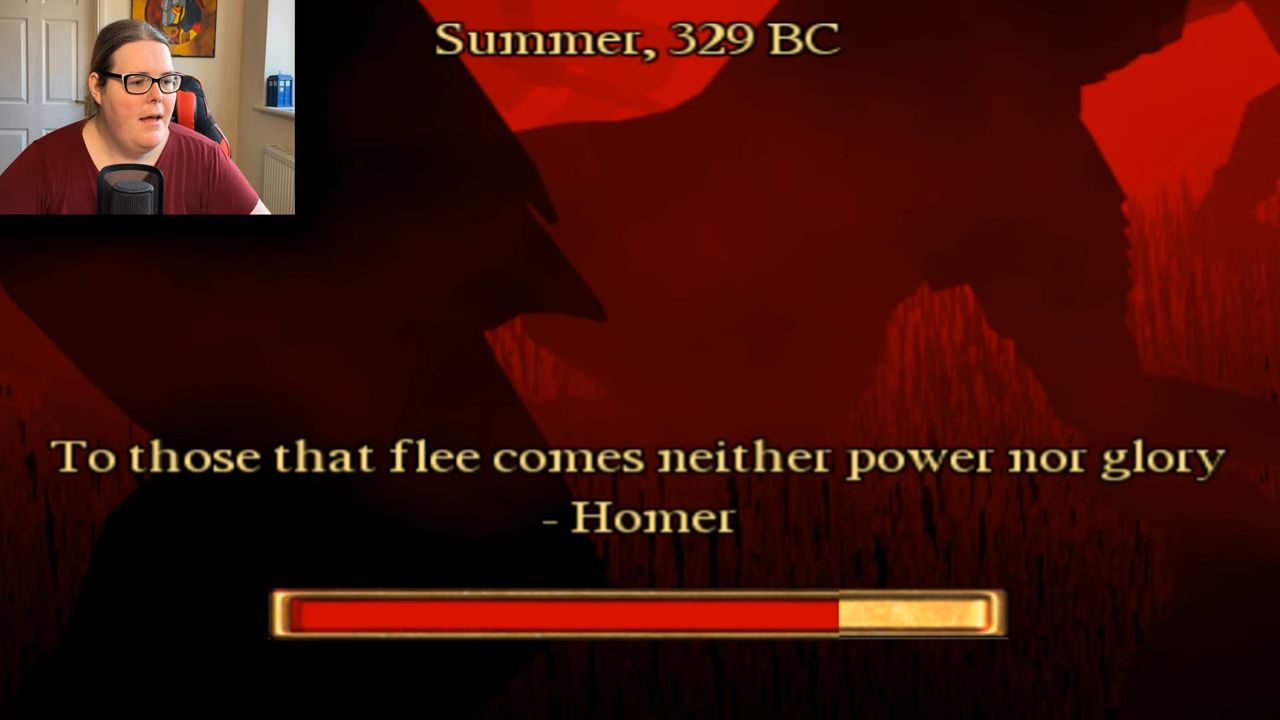 Summer, 329 BC
To those that flee comes neither power nor glory
- Homer